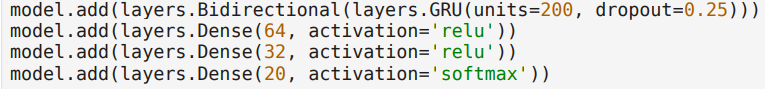 model.add(layers.Bidirectional(layers.GRU(units=200, dropout=0.25)))
model.add(layers.Dense(64, activation='relu'))
model.add(layers.Dense(32, activation='relu'))
model.add(layers.Dense(20, activation='softmax'))